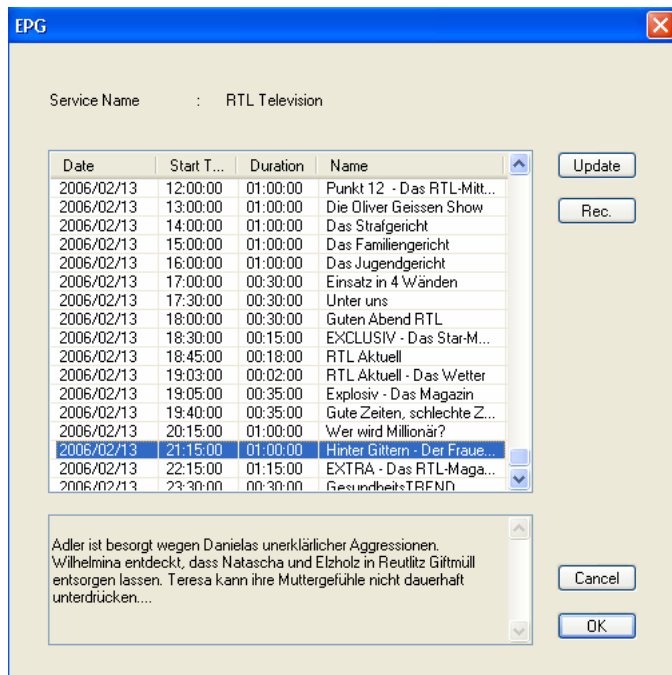 EPG
Service Name : RTL Television
Date Start T... Duration Name
2006/02/13 12:00:00 01:00:00 Punkt 12 - Das RTL-Mitt...
2006/02/13 13:00:00 01:00:00 Die Oliver Geissen Show
2006/02/13 14:00:00 01:00:00 Das Strafgericht
2006/02/13 15:00:00 01:00:00 Das Familiengericht
2006/02/13 16:00:00 01:00:00 Das Jugendgericht
2006/02/13 17:00:00 00:30:00 Einsatz in 4 Wänden
2006/02/13 17:30:00 00:30:00 Unter uns
2006/02/13 18:00:00 00:30:00 Guten Abend RTL
2006/02/13 18:30:00 00:15:00 EXCLUSIV - Das Star-M...
2006/02/13 18:45:00 00:18:00 RTL Aktuell
2006/02/13 19:03:00 00:02:00 RTL Aktuell - Das Wetter
2006/02/13 19:05:00 00:35:00 Explosiv - Das Magazin
2006/02/13 19:40:00 00:35:00 Gute Zeiten, schlechte Z...
2006/02/13 20:15:00 01:00:00 Wer wird Millionär?
2006/02/13 21:15:00 01:00:00 Hinter Gittern - Der Fraue...
2006/02/13 22:15:00 01:15:00 EXTRA - Das RTL-Maga...
2006/02/13 23:30:00 00:30:00 GesundheitsTREND
Update
Rec.
Adler ist besorgt wegen Danielas unerklärlicher Aggressionen.
Wilhelmina entdeckt, dass Natascha und Elzholz in Reutlitz Giftmüll
entsorgen lassen. Teresa kann ihre Muttergefühle nicht dauerhaft
unterdrücken....
Cancel
OK